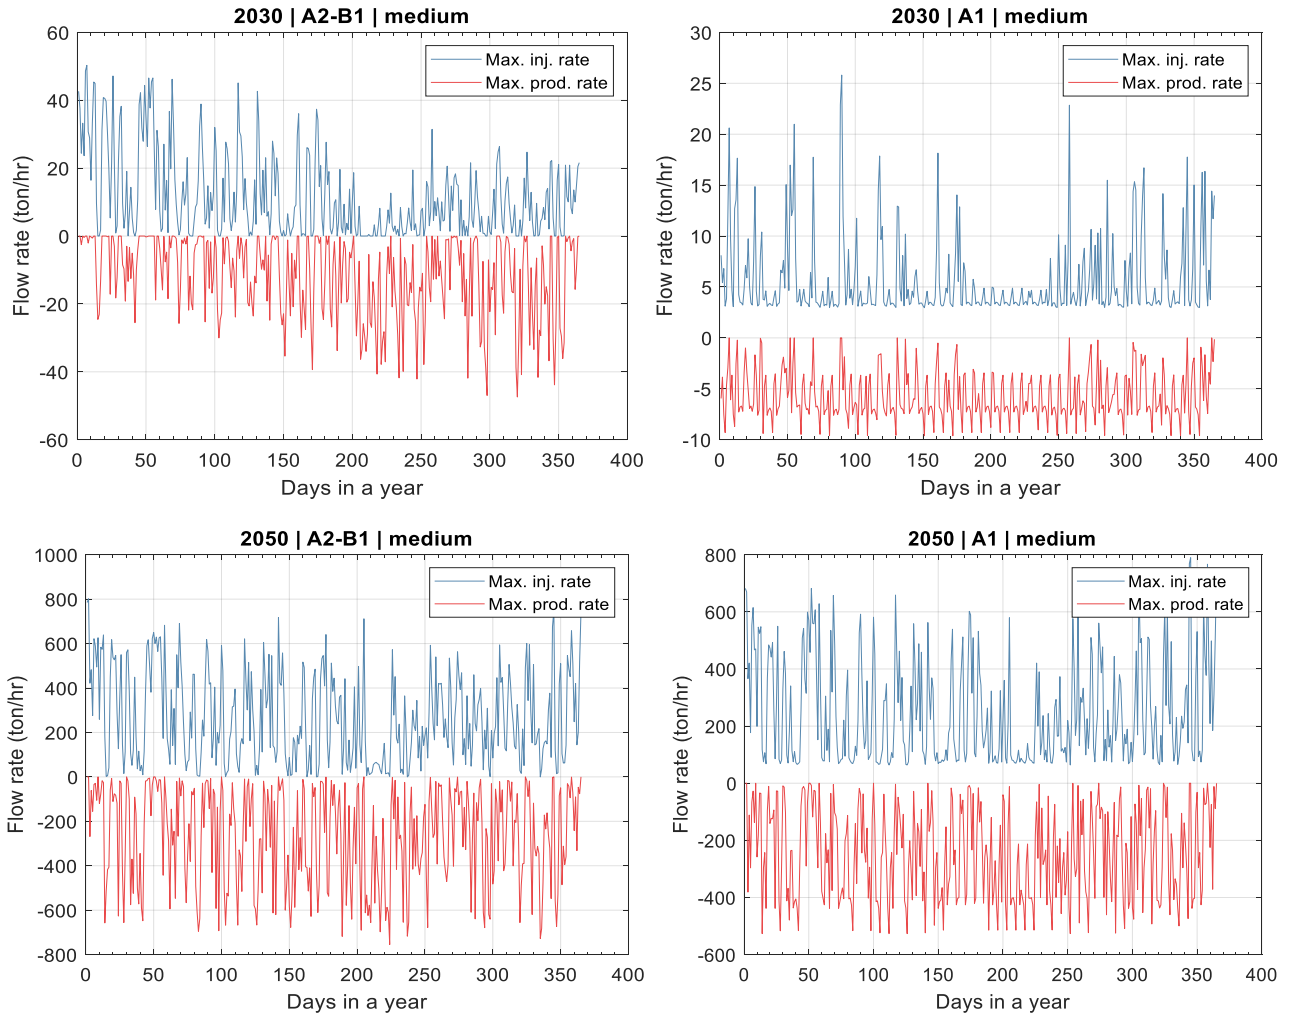 2030 | A2-B1 | medium
60
40
20
0
-20
-40
-60
Flow rate (ton/hr)
Max. inj. rate
Max. prod. rate
0 50 100 150 200 250 300 350 400
Days in a year
2030 | A1 | medium
30
25
20
15
10
5
0
-5
-10
Flow rate (ton/hr)
Max. inj. rate
Max. prod. rate
0 50 100 150 200 250 300 350 400
Days in a year
2050 | A2-B1 | medium
1000
800
600
400
200
0
-200
-400
-600
-800
Flow rate (ton/hr)
Max. inj. rate
Max. prod. rate
0 50 100 150 200 250 300 350 400
Days in a year
2050 | A1 | medium
800
600
400
200
0
-200
-400
-600
Flow rate (ton/hr)
Max. inj. rate
Max. prod. rate
0 50 100 150 200 250 300 350 400
Days in a year